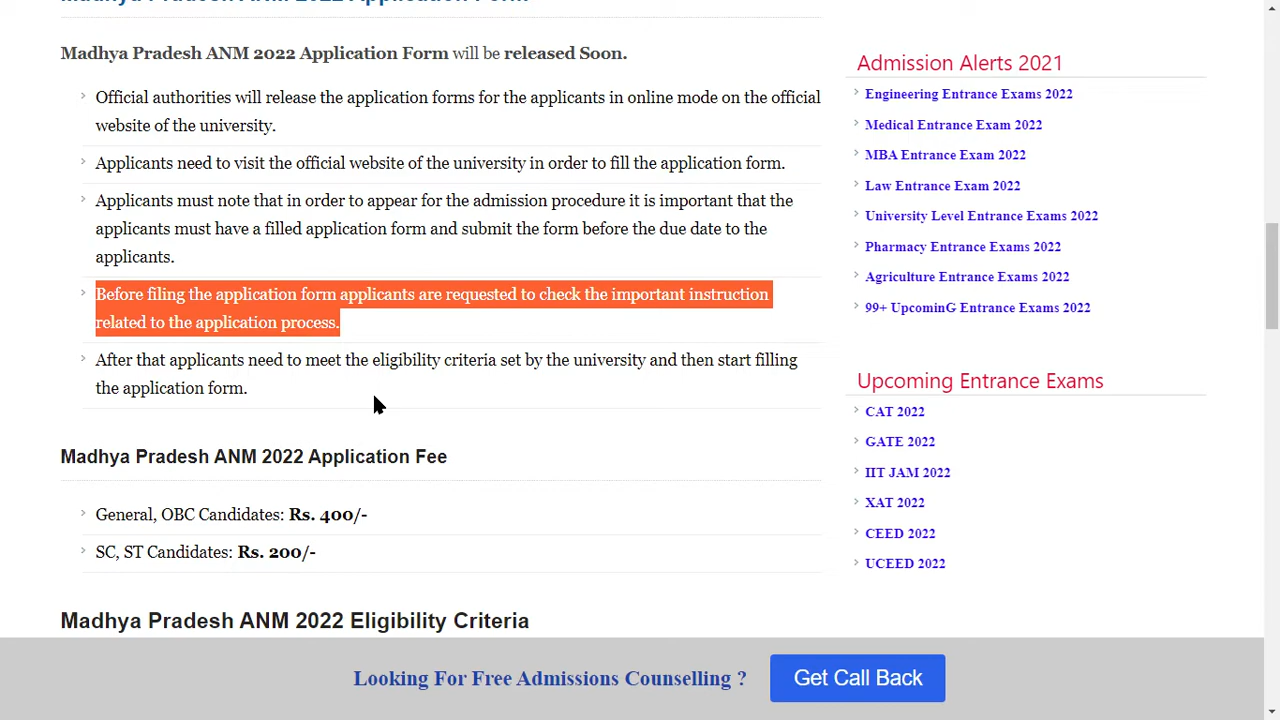 Madhya Pradesh ANM 2022 Application Form
Madhya Pradesh ANM 2022 Application Form will be released Soon.
Official authorities will release the application forms for the applicants in online mode on the official
website of the university.
Applicants need to visit the official website of the university in order to fill the application form.
Applicants must note that in order to appear for the admission procedure it is important that the
applicants must have a filled application form and submit the form before the due date to the
applicants.
Before filing the application form applicants are requested to check the important instruction
related to the application process.
After that applicants need to meet the eligibility criteria set by the university and then start filling
the application form.
Madhya Pradesh ANM 2022 Application Fee
General, OBC Candidates: Rs. 400/-
SC, ST Candidates: Rs. 200/-
Madhya Pradesh ANM 2022 Eligibility Criteria
Admission Alerts 2021
Engineering Entrance Exams 2022
Medical Entrance Exam 2022
MBA Entrance Exam 2022
Law Entrance Exam 2022
University Level Entrance Exams 2022
Pharmacy Entrance Exams 2022
Agriculture Entrance Exams 2022
99+ UpcominG Entrance Exams 2022
Upcoming Entrance Exams
CAT 2022
GATE 2022
IIT JAM 2022
XAT 2022
CEED 2022
UCEED 2022
Looking For Free Admissions Counselling ?
Get Call Back